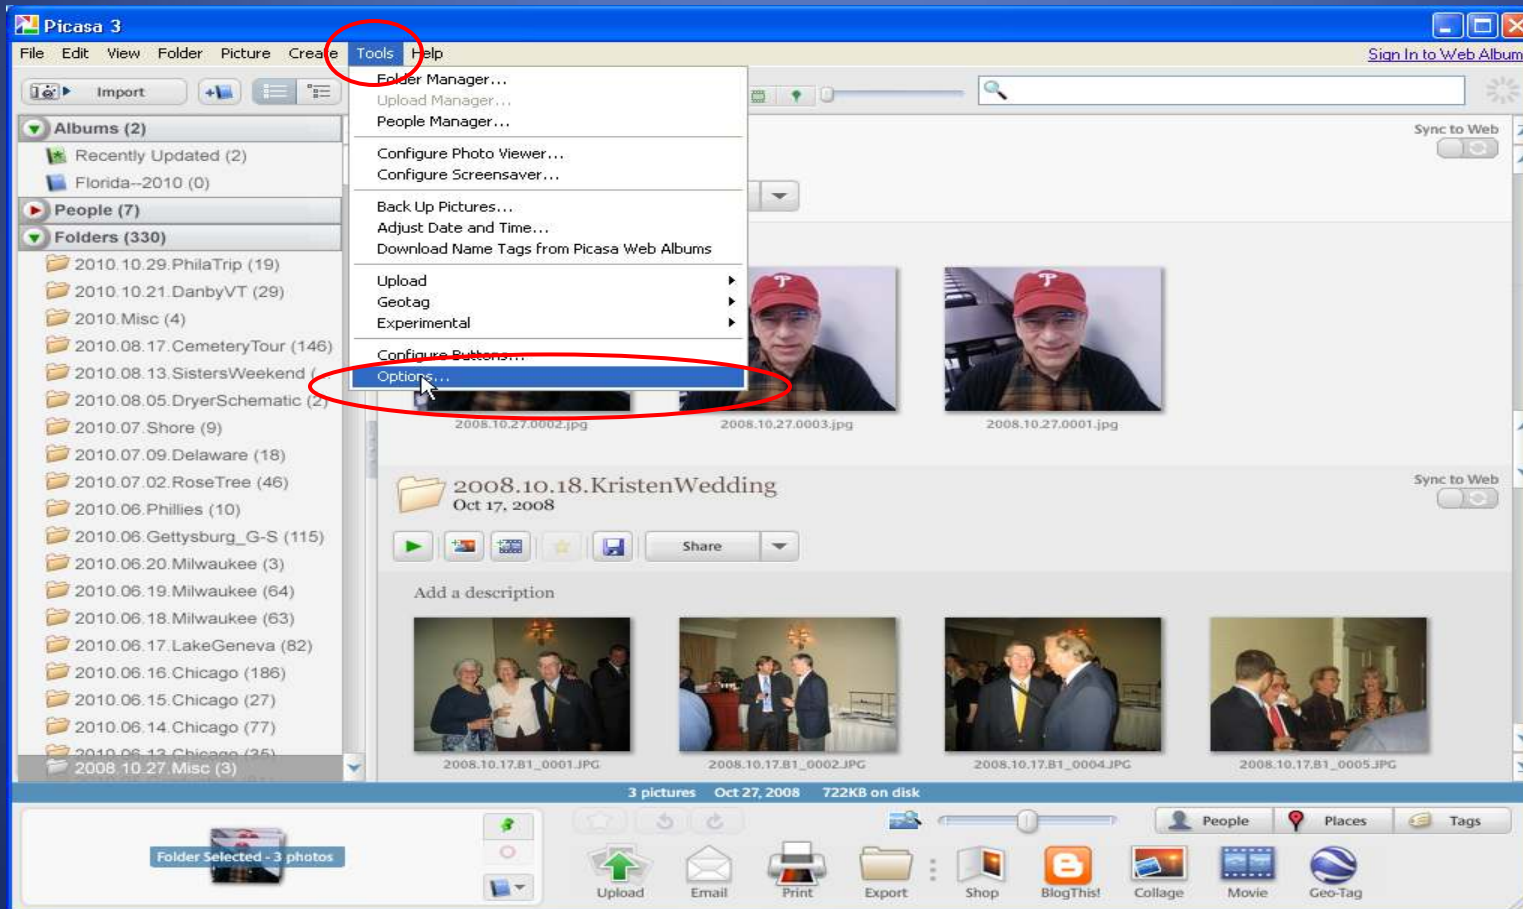 Picasa 3
File Edit View Folder Picture Create Tools Help
Sign In to Web Album
Import
Folder Manager...
Upload Manager...
People Manager...
Configure Photo Viewer...
Configure Screensaver...
Back Up Pictures...
Adjust Date and Time...
Download Name Tags from Picasa Web Albums
Upload
Geotag
Experimental
Configure Buttons...
Options...
Albums (2)
Recently Updated (2)
Florida--2010 (0)
People (7)
Folders (330)
2010.10.29.PhilaTrip (19)
2010.10.21.DanbyVT (29)
2010.Misc (4)
2010.08.17.CemeteryTour (146)
2010.08.13.SistersWeekend (...
2010.08.05.DryerSchematic (2)
2010.07.Shore (9)
2010.07.09.Delaware (18)
2010.07.02.RoseTree (46)
2010.06.Phillies (10)
2010.06.Gettysburg_G-S (115)
2010.06.20.Milwaukee (3)
2010.06.19.Milwaukee (64)
2010.06.18.Milwaukee (63)
2010.06.17.LakeGeneva (82)
2010.06.16.Chicago (186)
2010.06.15.Chicago (27)
2010.06.14.Chicago (77)
2010.06.13.Chicago (35)
2008.10.27.Misc (3)
Sync to Web
2008.10.27.0002.jpg
2008.10.27.0003.jpg
2008.10.27.0001.jpg
2008.10.18.KristenWedding
Oct 17, 2008
Sync to Web
Share
Add a description
2008.10.17.B1_0001.JPG
2008.10.17.B1_0002.JPG
2008.10.17.B1_0004.JPG
2008.10.17.B1_0005.JPG
3 pictures Oct 27, 2008 722KB on disk
Folder Selected - 3 photos
People Places Tags
Upload Email Print Export Shop BlogThis! Collage Movie Geo-Tag